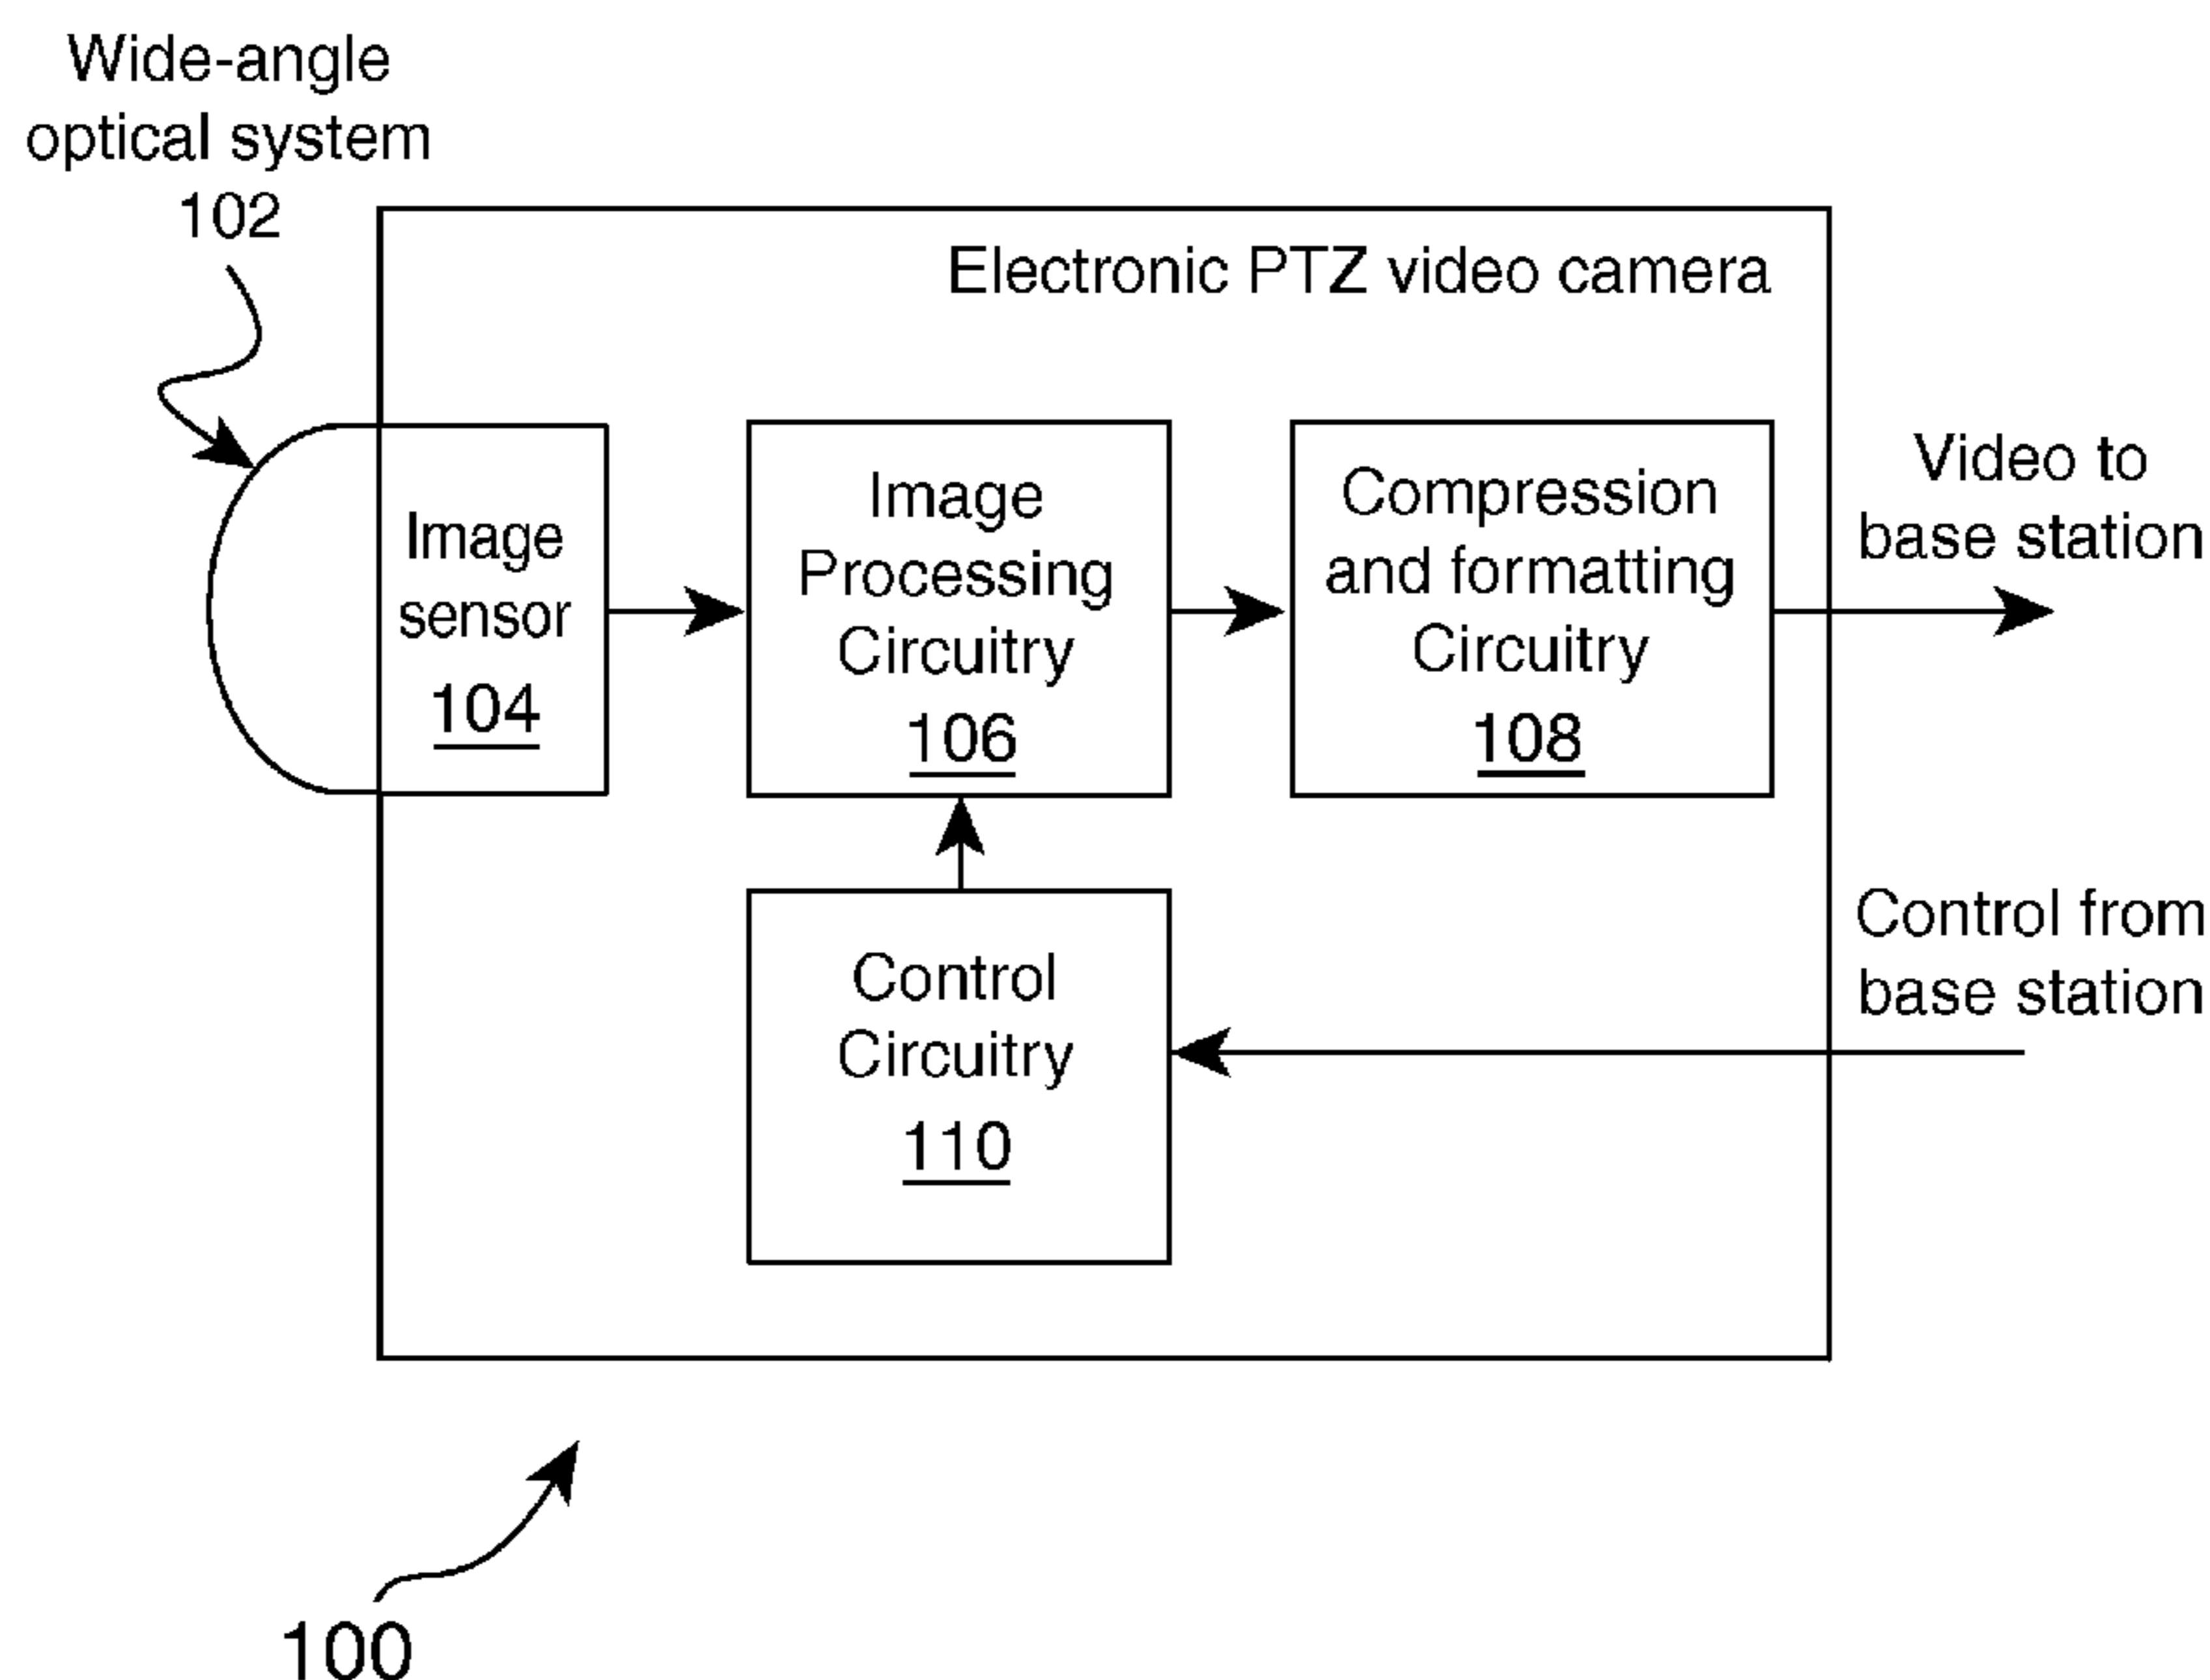 Wide-angle
optical system
102
Electronic PTZ video camera
Image
sensor
104
Image
Processing
Circuitry
106
Compression
and formatting
Circuitry
108
Video to
base station
Control
Circuitry
110
Control from
base station
100